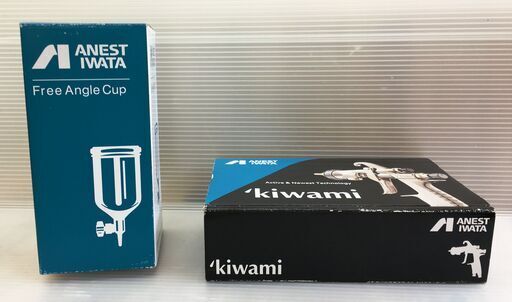 ANEST
IWATA
Free Angle Cup
ANEST
IWATA
Active & Newest Technology
'kiwami
'kiwami
ANEST
IWATA